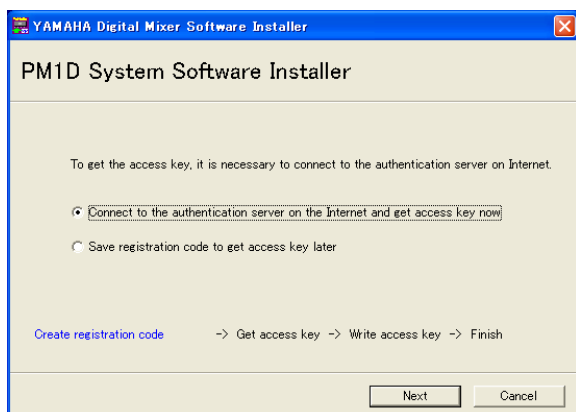 YAMAHA Digital Mixer Software Installer
PM1D System Software Installer
To get the access key, it is necessary to connect to the authentication server on Internet.
Connect to the authentication server on the Internet and get access key now
Save registration code to get access key later
Create registration code -> Get access key -> Write access key -> Finish
Next Cancel